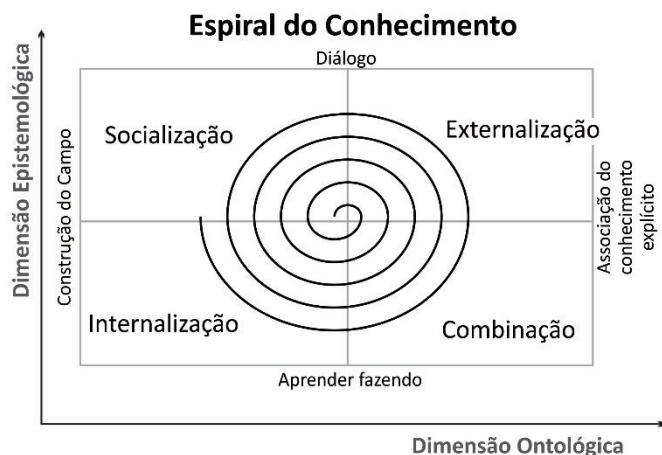 Espiral do Conhecimento
Diálogo
Socialização
Externalização
Dimensão Epistemológica
Construção do Campo
Associação do
conhecimento
explícito
Internalização
Combinação
Aprender fazendo
Dimensão Ontológica